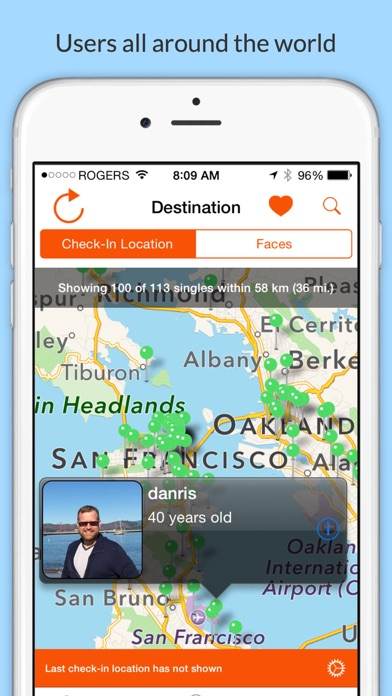 Users all around the world
ROGERS 8:09 AM 96%
Destination
Check-In Location Faces
Showing 100 of 113 singles within 58 km (36 mi.)
Richmond
El Cerrito
Albany
Berke
Tiburon
in Headlands
OAKLAND
SAN FRANCISCO
Ala
danris
40 years old
Oaklan
Internatio
Airport (O
San Bruno
San Francisco
Last check-in location has not shown